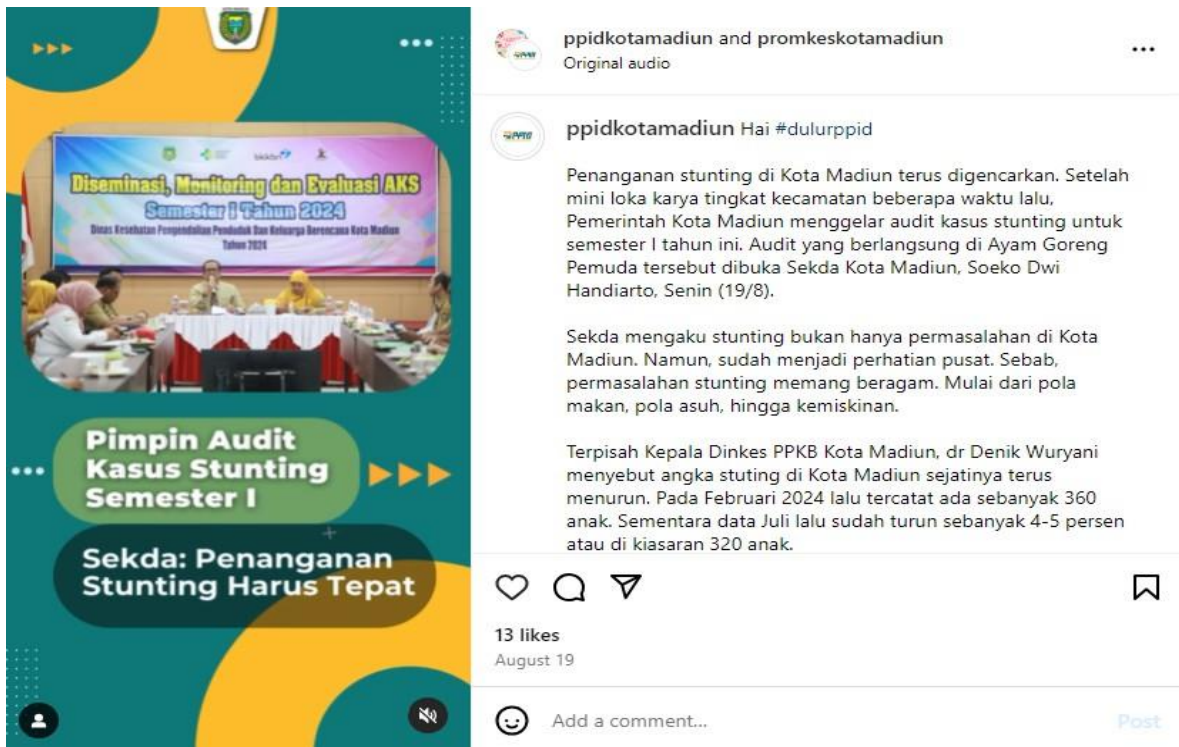 Diseminasi, Monitoring dan Evaluasi AKS
Semester I Tahun 2024
Dinas Kesehatan Pengendalian Penduduk Dan Keluarga Berencana Kota Madiun
Tahun 2024
Pimpin Audit
Kasus Stunting
Semester I
Sekda: Penanganan
Stunting Harus Tepat
ppidkotamadiun and promkeskotamadiun
Original audio
ppidkotamadiun Hai #dulurppid
Penanganan stunting di Kota Madiun terus digencarkan. Setelah
mini loka karya tingkat kecamatan beberapa waktu lalu,
Pemerintah Kota Madiun menggelar audit kasus stunting untuk
semester I tahun ini. Audit yang berlangsung di Ayam Goreng
Pemuda tersebut dibuka Sekda Kota Madiun, Soeko Dwi
Handiarto, Senin (19/8).
Sekda mengaku stunting bukan hanya permasalahan di Kota
Madiun. Namun, sudah menjadi perhatian pusat. Sebab,
permasalahan stunting memang beragam. Mulai dari pola
makan, pola asuh, hingga kemiskinan.
Terpisah Kepala Dinkes PPKB Kota Madiun, dr Denik Wuryani
menyebut angka stuting di Kota Madiun sejatinya terus
menurun. Pada Februari 2024 lalu tercatat ada sebanyak 360
anak. Sementara data Juli lalu sudah turun sebanyak 4-5 persen
atau di kiasaran 320 anak.
13 likes
August 19
Add a comment...
Post